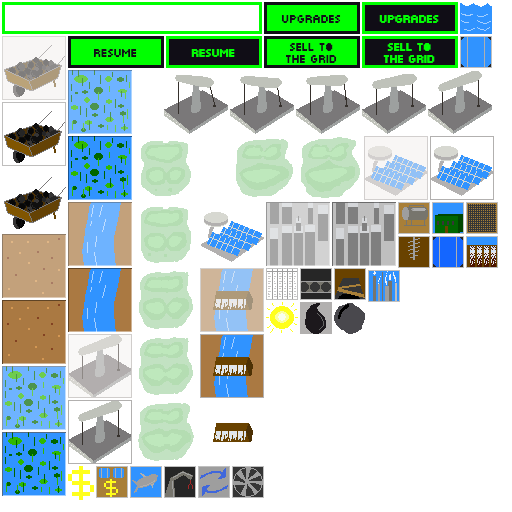 UPGRADES
UPGRADES
RESUME
RESUME
SELL TO
THE GRID
SELL TO
THE GRID
$
$